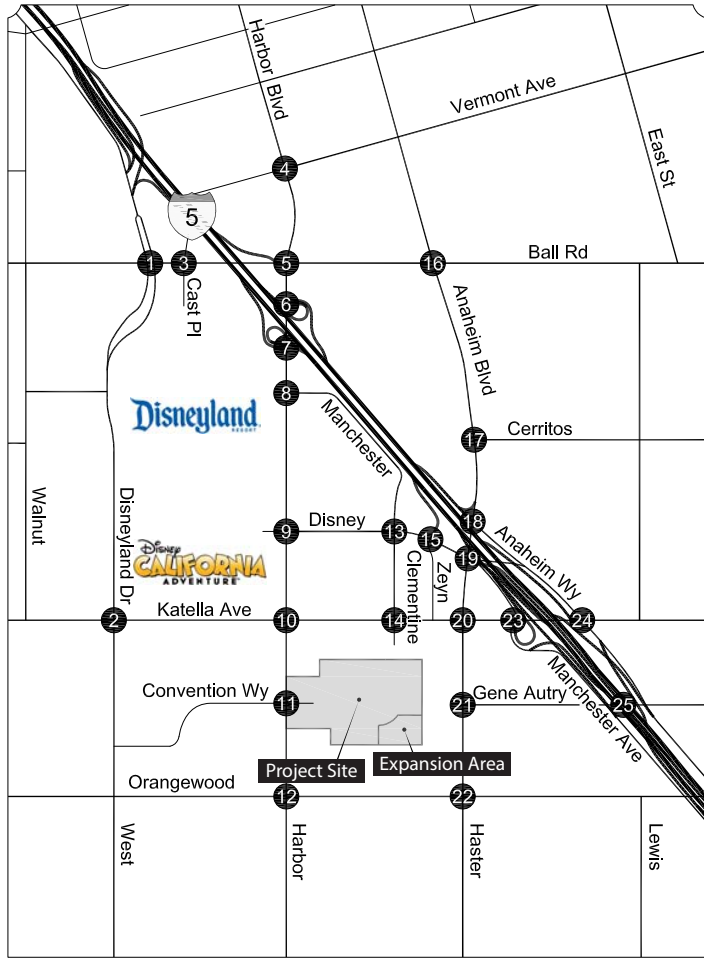 Harbor Blvd
Vermont Ave
East St
4
5
1
3
5
16
Ball Rd
Cast Pl
6
7
Anaheim Blvd
8
Disneyland
RESORT
Manchester
17
Cerritos
Walnut
Disneyland Dr
9
Disney
13
15
18
19
Anaheim Wy
Disney
CALIFORNIA
ADVENTURE
Clementine
Zeyn
2
Katella Ave
10
14
20
23
24
Convention Wy
11
21
Gene Autry
25
Manchester Ave
Project Site
Expansion Area
Orangewood
12
22
West
Harbor
Haster
Lewis